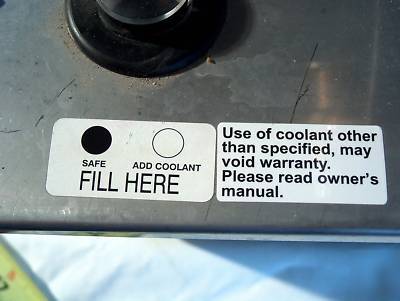 SAFE
ADD COOLANT
FILL HERE
Use of coolant other
than specified, may
void warranty.
Please read owner's
manual.